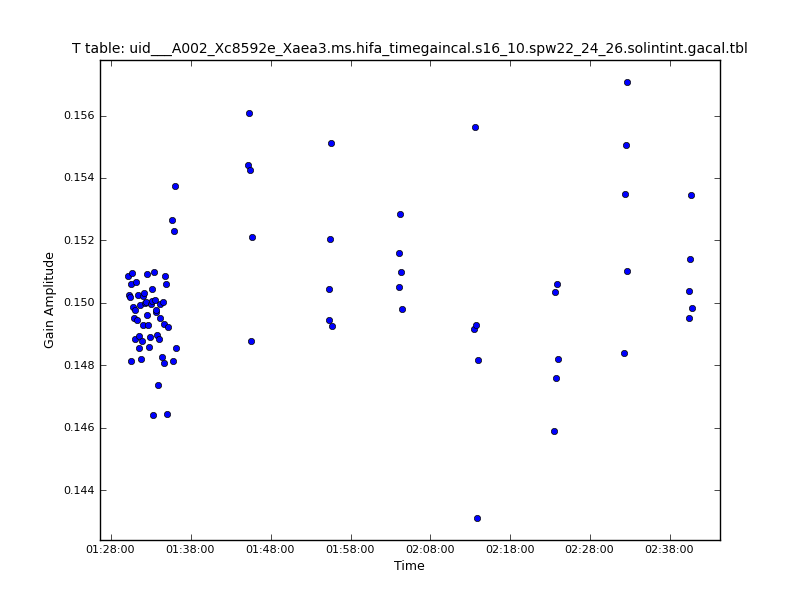 T table: uid___A002_Xc8592e_Xaea3.ms.hifa_timegaincal.s16_10.spw22_24_26.solintint.gacal.tbl
Gain Amplitude
0.156
0.154
0.152
0.150
0.148
0.146
0.144
01:28:00 01:38:00 01:48:00 01:58:00 02:08:00 02:18:00 02:28:00 02:38:00
Time